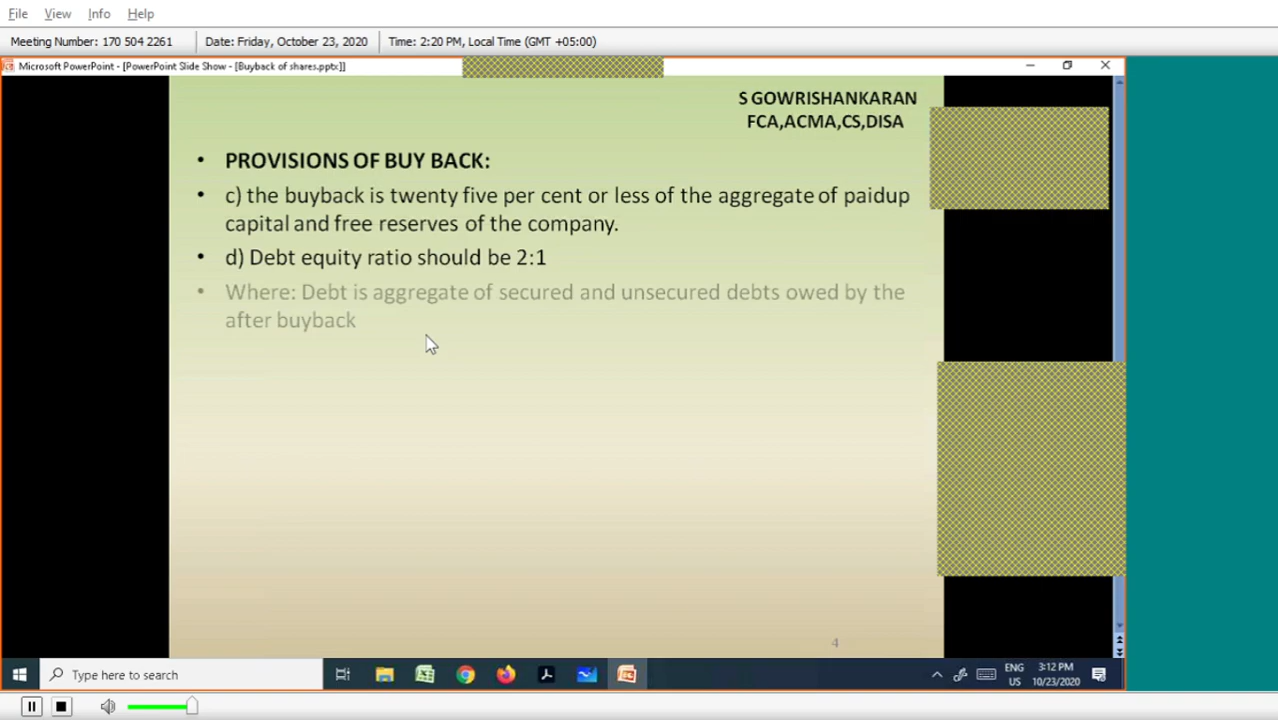 File View Info Help
Meeting Number: 170 504 2261 Date: Friday, October 23, 2020 Time: 2:20 PM, Local Time (GMT +05:00)
Microsoft PowerPoint - [PowerPoint Slide Show - [Buyback of shares.pptx]]
S GOWRISHANKARAN
FCA,ACMA,CS,DISA
• PROVISIONS OF BUY BACK:
• c) the buyback is twenty five per cent or less of the aggregate of paidup
capital and free reserves of the company.
• d) Debt equity ratio should be 2:1
• Where: Debt is aggregate of secured and unsecured debts owed by the
after buyback
4
Type here to search
ENG
US
3:12 PM
10/23/2020